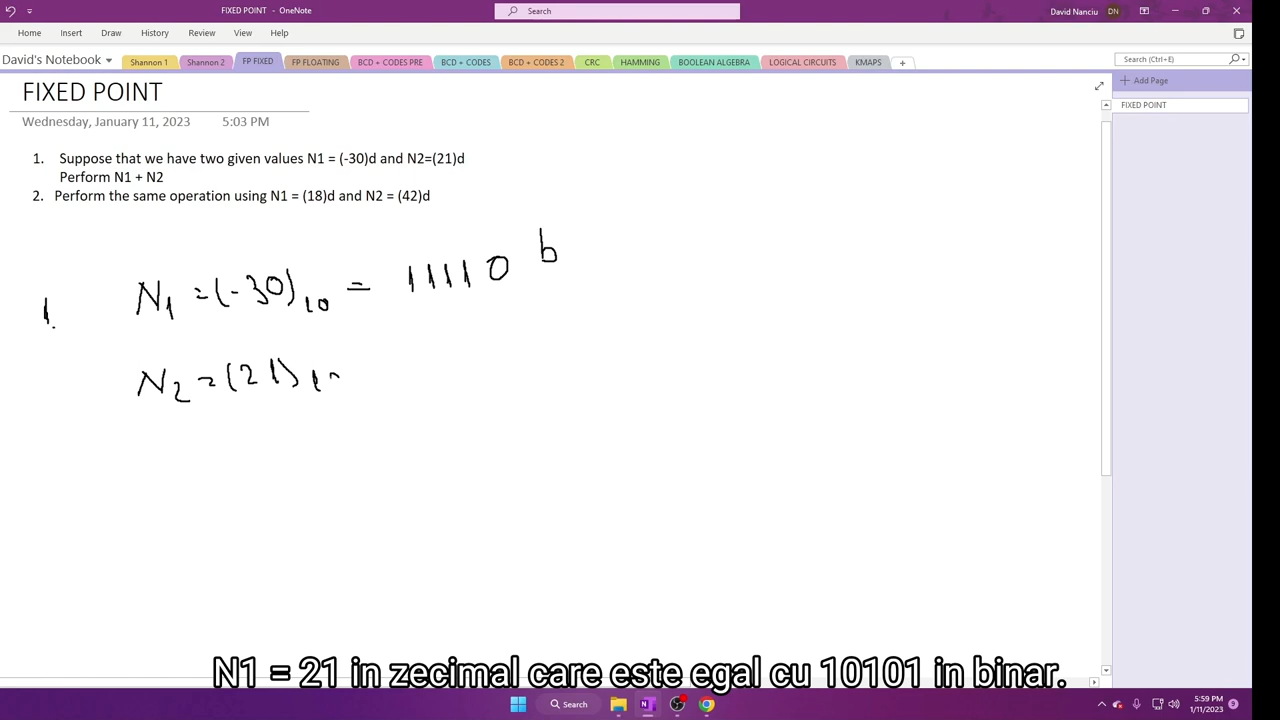 FIXED POINT - OneNote
Search
David Nanciu DN
Home Insert Draw History Review View Help
David's Notebook Shannon 1 Shannon 2 FP FIXED FP FLOATING BCD + CODES PRE BCD + CODES BCD + CODES 2 CRC HAMMING BOOLEAN ALGEBRA LOGICAL CIRCUITS KMAPS
Search (Ctrl+E)
Add Page
FIXED POINT
FIXED POINT
Wednesday, January 11, 2023 5:03 PM
1. Suppose that we have two given values N1 = (-30)d and N2=(21)d
Perform N1 + N2
2. Perform the same operation using N1 = (18)d and N2 = (42)d
1. N1 = (-30)10 = 11110 b
N2 = (21)
N1 = 21 in zecimal care este egal cu 10101 in binar.
Search
5:59 PM
1/11/2023